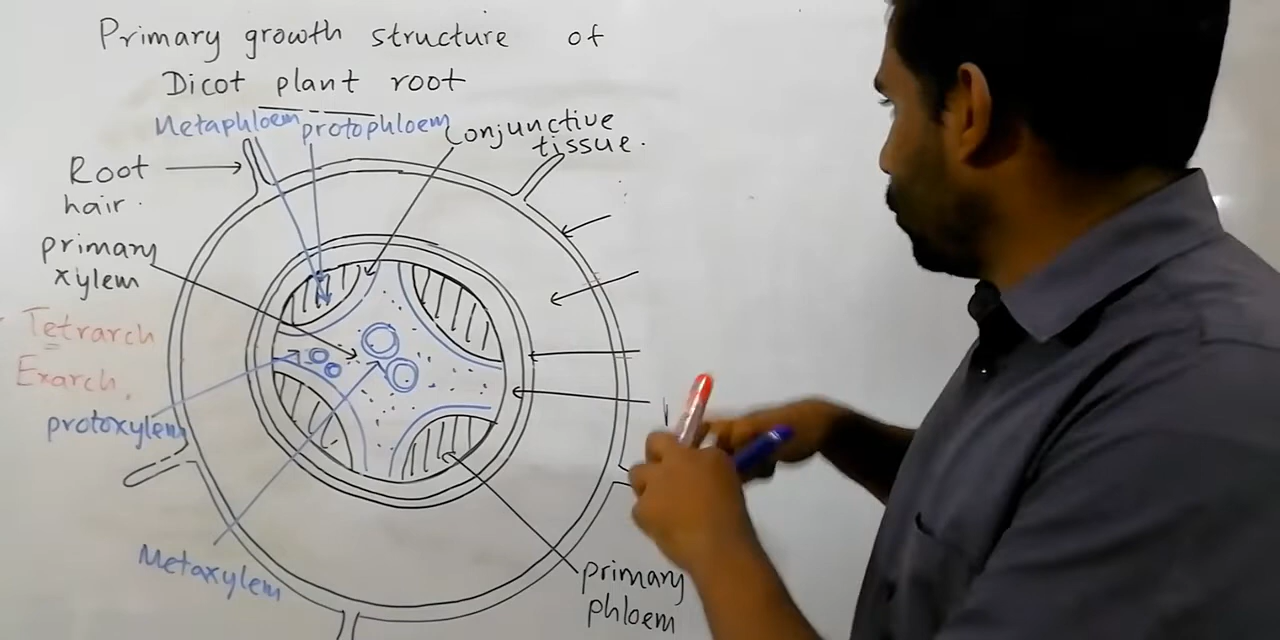 Primary growth structure of
Dicot plant root
Metaphloem protophloem Conjunctive
tissue.
Root
hair.
primary
xylem
Tetrarch
Exarch.
protoxylem
Metaxylem
primary
phloem